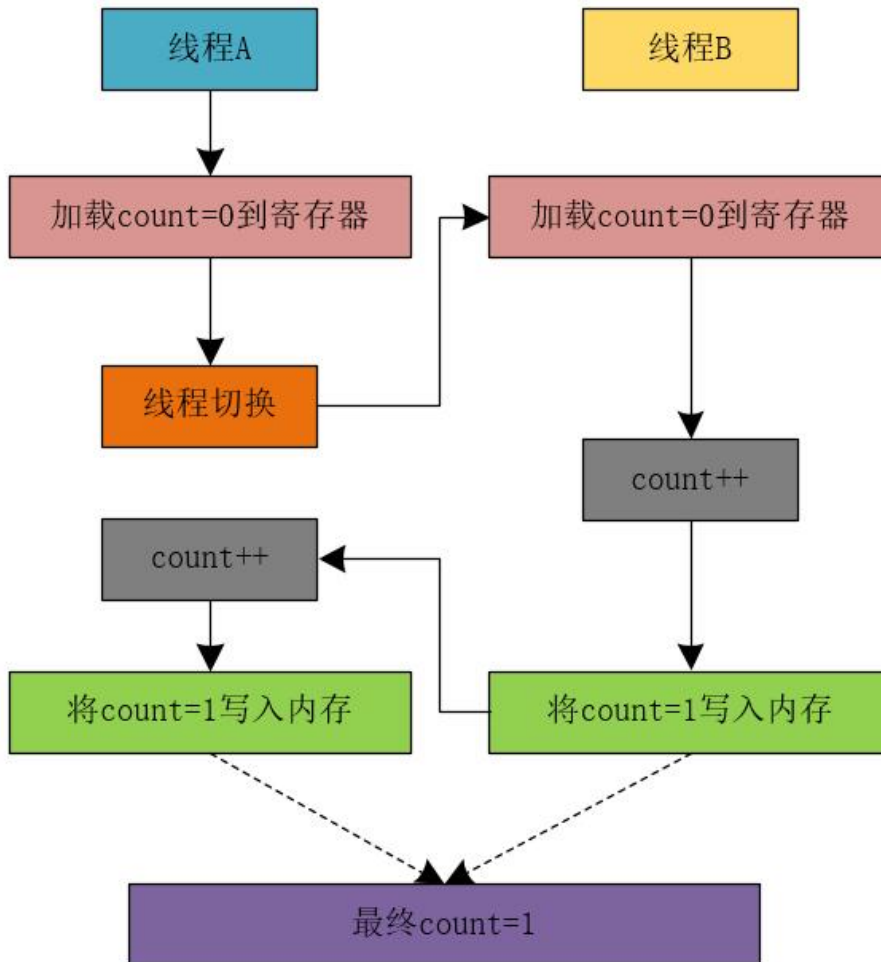 线程A
线程B
加载count=0到寄存器
加载count=0到寄存器
线程切换
count++
count++
将count=1写入内存
将count=1写入内存
最终count=1